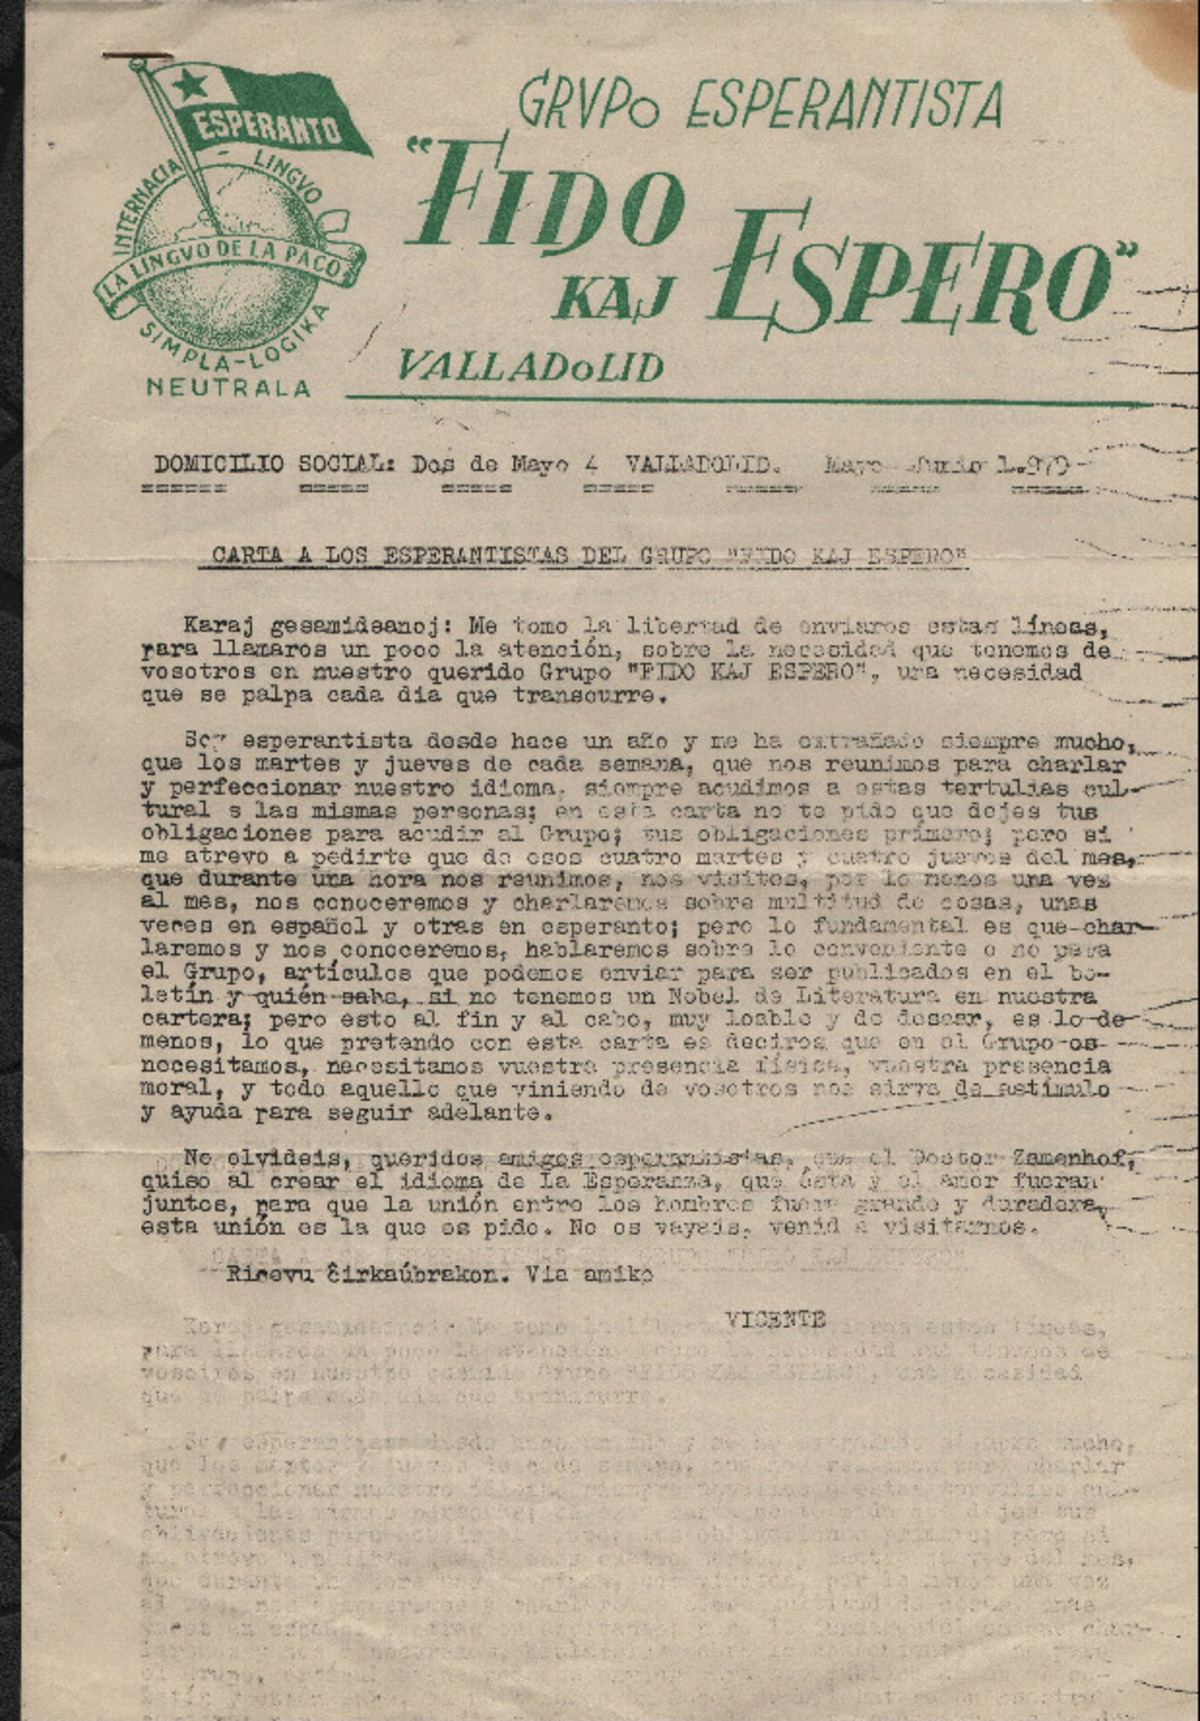 ESPERANTO
INTERNACIA LINGVO
LA LINGVO DE LA PACO
SIMPLA-LOGIKA
NEUTRALA
GRVPO ESPERANTISTA
"FIDO
KAJ ESPERO"
VALLADOLID
DOMICILIO SOCIAL: Dos de Mayo 4 VALLADOLID. Mayo -Junio 1.979-
CARTA A LOS ESPERANTISTAS DEL GRUPO "FIDO KAJ ESPERO"
Karaj gesamideanoj: Me tomo la libertad de enviaros estas líneas,
para llamaros un poco la atención, sobre la necesidad que tenemos de
vosotros en nuestro querido Grupo "FIDO KAJ ESPERO", una necesidad
que se palpa cada dia que transcurre.
Soy esperantista desde hace un año y me ha extrañado siempre mucho,
que los martes y jueves de cada semana, que nos reunimos para charlar
y perfeccionar nuestro idioma, siempre acudimos a estas tertulias cul-
tural s las mismas personas; en esta carta no te pido que dejes tus
obligaciones para acudir al Grupo; tus obligaciones primero; pero si
me atrevo a pedirte que de esos cuatro martes y cuatro jueves del mes,
que durante una hora nos reunimos, nos visites, por lo menos una vez
al mes, nos conoceremos y charlaremos sobre multitud de cosas, unas
veces en español y otras en esperanto; pero lo fundamental es que char-
laremos y nos conoceremos, hablaremos sobre lo conveniente o no para
el Grupo, artículos que podemos enviar para ser publicados en el bo-
letín y quién sabe, si no tenemos un Nobel de Literatura en nuestra
cartera; pero esto al fin y al cabo, muy loable y de desear, es lo de
menos, lo que pretendo con esta carta es deciros que en el Grupo os
necesitamos, necesitamos vuestra presencia física, vuestra presencia
moral, y todo aquello que viniendo de vosotros nos sirva de estímulo
y ayuda para seguir adelante.
No olvideis, queridos amigos esperantistas, que el Doctor Zamenhof,
quiso al crear el idioma de La Esperanza, que ésta y el amor fueran
juntos, para que la unión entre los hombres fuera grande y duradera,
esta unión es la que os pido. No os vayais, venid a visitarnos.
Ricevu ĉirkaúbrakon. Via amiko
VICENTE